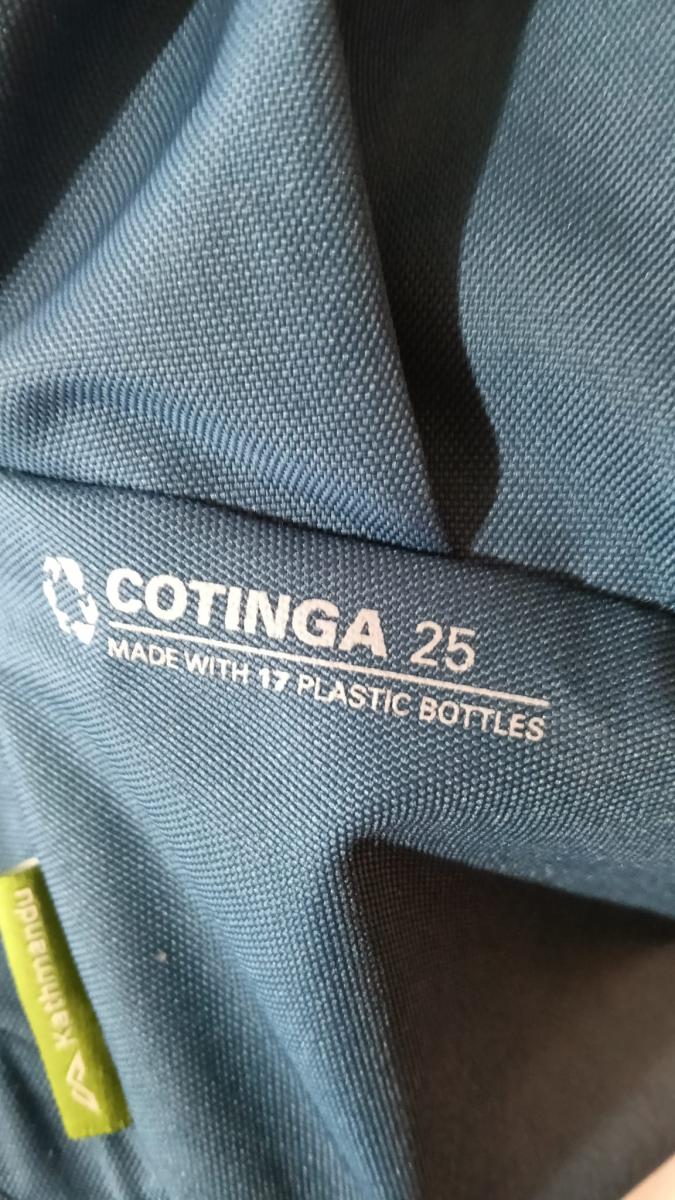 COTINGA 25
MADE WITH 17 PLASTIC BOTTLES
Kathmandu